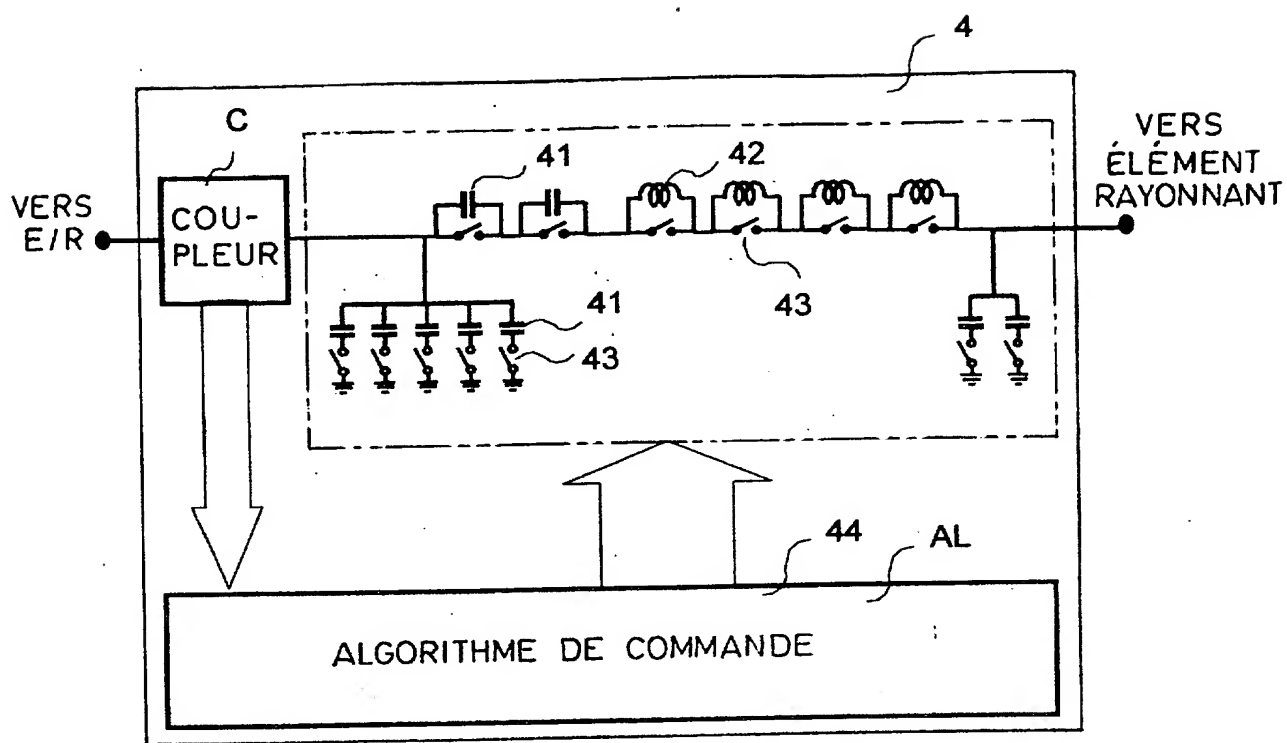 4
C
41
42
VERS
ÉLÉMENT
RAYONNANT
VERS
E/R
COU-
PLEUR
43
41
43
44
AL
ALGORITHME DE COMMANDE